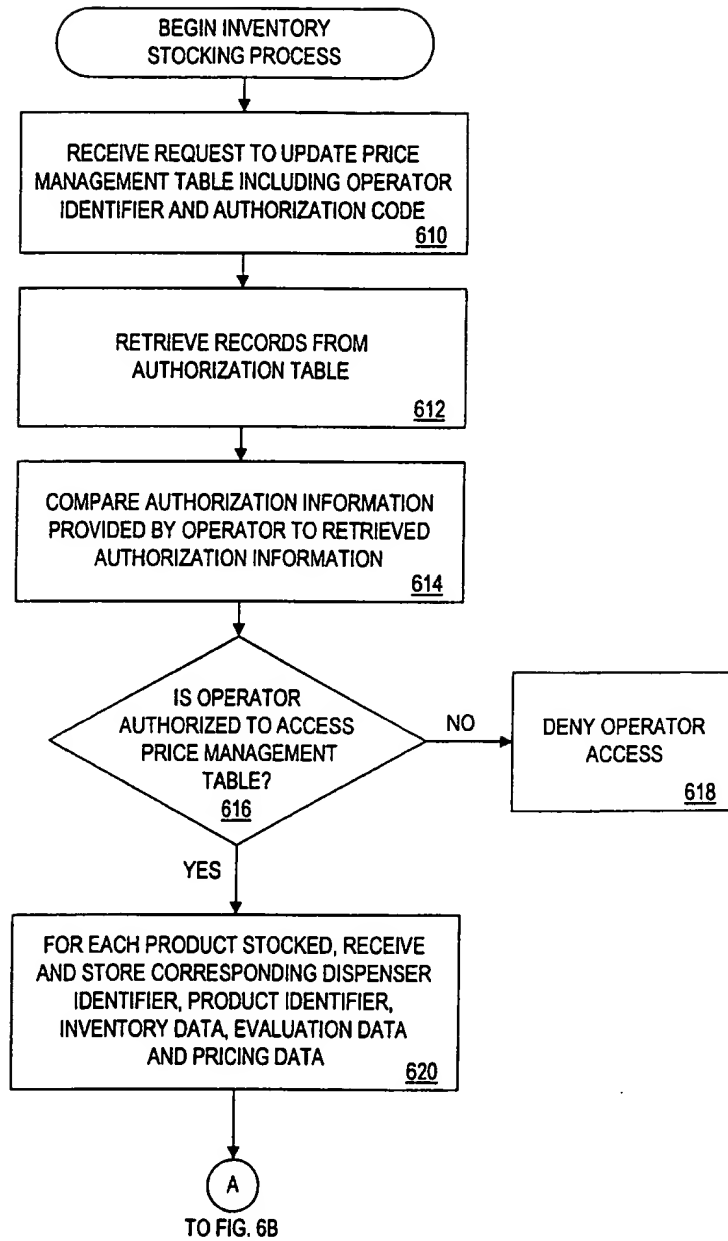 BEGIN INVENTORY
STOCKING PROCESS
RECEIVE REQUEST TO UPDATE PRICE
MANAGEMENT TABLE INCLUDING OPERATOR
IDENTIFIER AND AUTHORIZATION CODE
610
RETRIEVE RECORDS FROM
AUTHORIZATION TABLE
612
COMPARE AUTHORIZATION INFORMATION
PROVIDED BY OPERATOR TO RETRIEVED
AUTHORIZATION INFORMATION
614
IS OPERATOR
AUTHORIZED TO ACCESS
PRICE MANAGEMENT
TABLE?
616
NO
DENY OPERATOR
ACCESS
618
YES
FOR EACH PRODUCT STOCKED, RECEIVE
AND STORE CORRESPONDING DISPENSER
IDENTIFIER, PRODUCT IDENTIFIER,
INVENTORY DATA, EVALUATION DATA
AND PRICING DATA
620
A
TO FIG. 6B